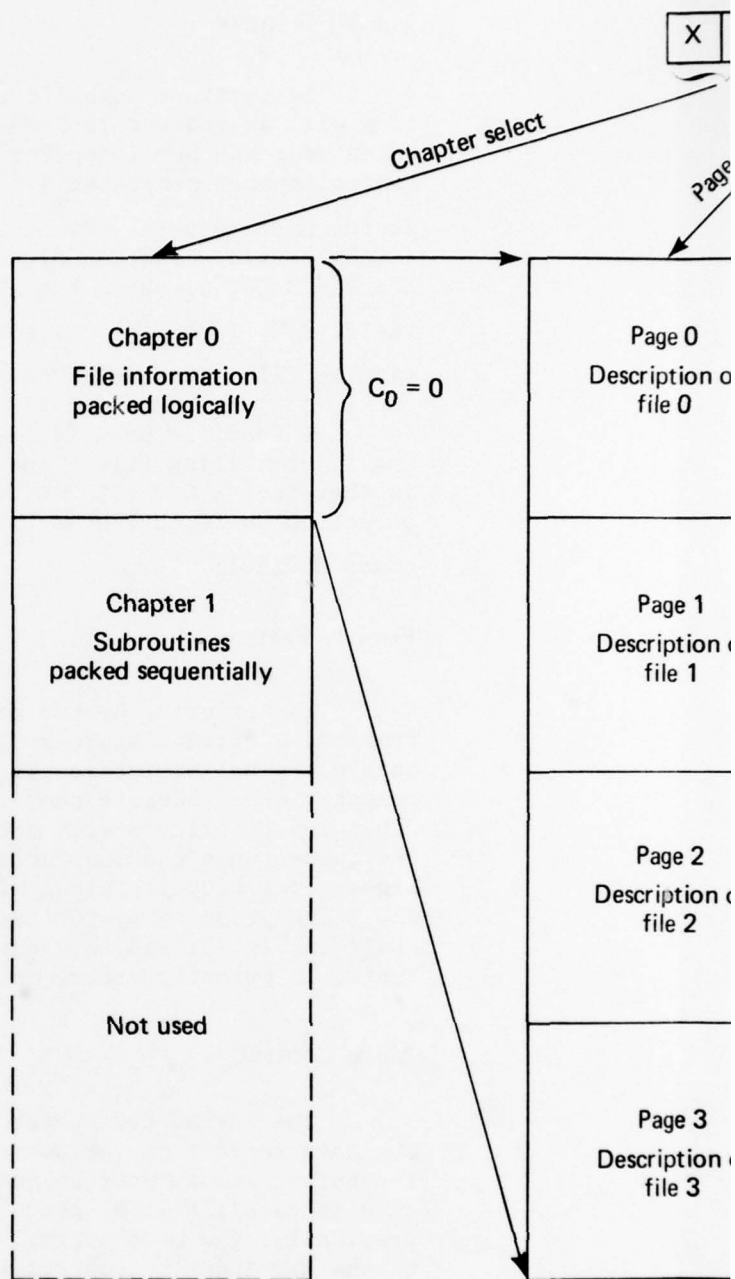 X
Chapter select
Page
Chapter 0
File information
packed logically
C₀ = 0
Chapter 1
Subroutines
packed sequentially
Not used
Page 0
Description o
file 0
Page 1
Description
file 1
Page 2
Description
file 2
Page 3
Description
file 3